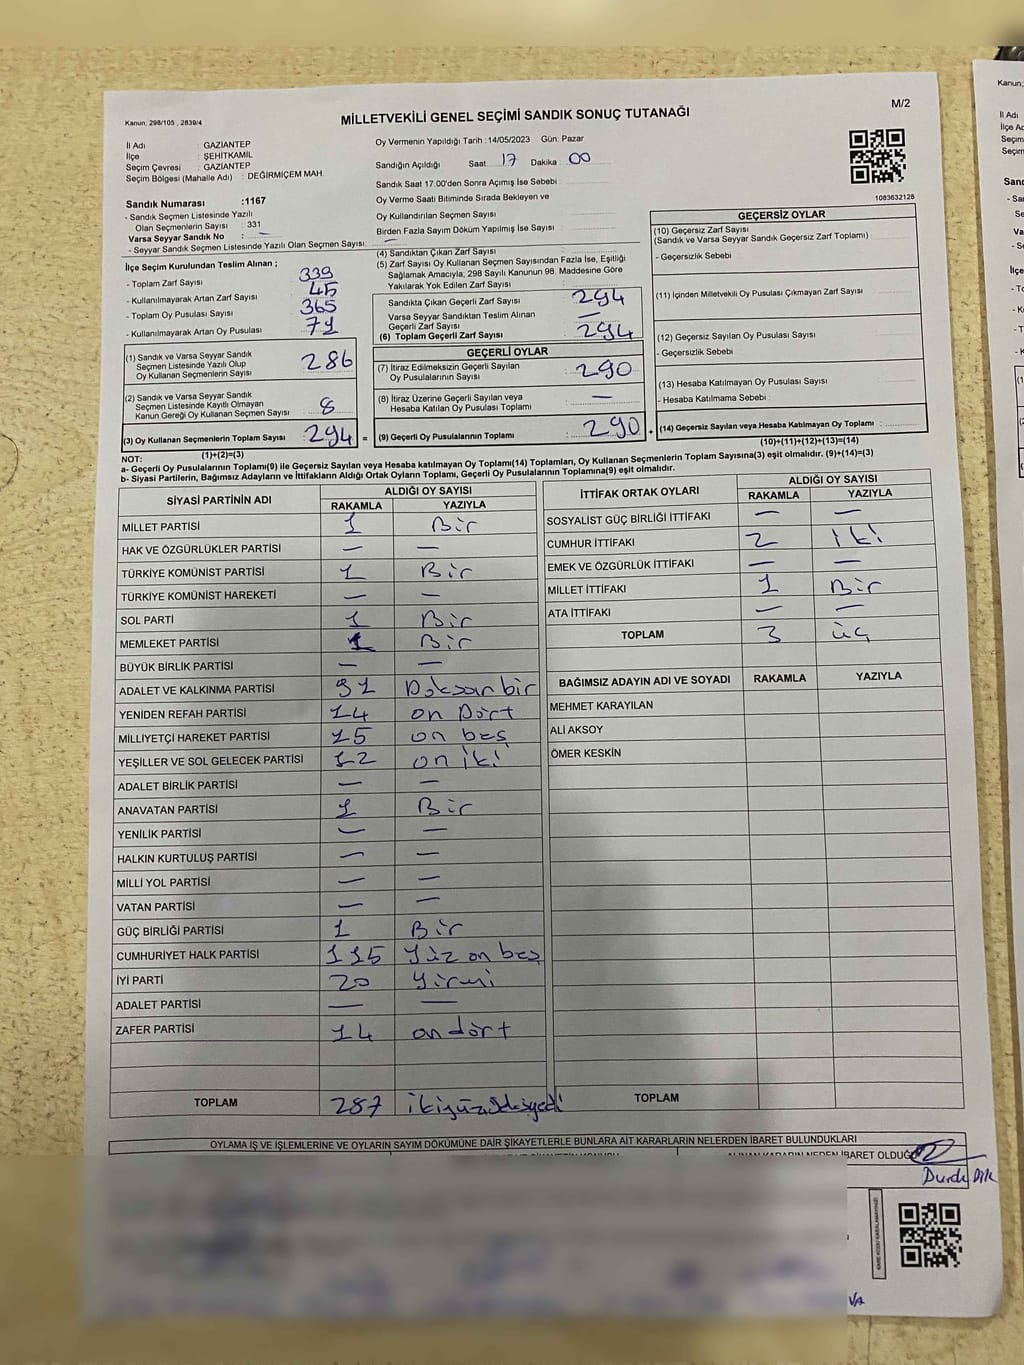 Kanun; 298/105 , 2839/4
MİLLETVEKİLİ GENEL SEÇİMİ SANDIK SONUÇ TUTANAĞI
M/2
İl Adı : GAZİANTEP
İlçe : ŞEHİTKAMİL
Seçim Çevresi : GAZİANTEP
Seçim Bölgesi (Mahalle Adı) : DEĞİRMİÇEM MAH.
Oy Vermenin Yapıldığı Tarih :14/05/2023 Gün: Pazar
Sandığın Açıldığı Saat 17 Dakika 00
Sandık Saat 17.00'den Sonra Açılmış İse Sebebi :
Oy Verme Saati Bitiminde Sırada Bekleyen ve
Oy Kullandırılan Seçmen Sayısı
Birden Fazla Sayım Döküm Yapılmış İse Sayısı :
1083632128
Sandık Numarası :1167
- Sandık Seçmen Listesinde Yazılı
Olan Seçmenlerin Sayısı : 331
Varsa Seyyar Sandık No : —
- Seyyar Sandık Seçmen Listesinde Yazılı Olan Seçmen Sayısı: —
İlçe Seçim Kurulundan Teslim Alınan ;
- Toplam Zarf Sayısı : 339
- Kullanılmayarak Artan Zarf Sayısı : 45
- Toplam Oy Pusulası Sayısı : 365
- Kullanılmayarak Artan Oy Pusulası : 71
(1) Sandık ve Varsa Seyyar Sandık
Seçmen Listesinde Yazılı Olup
Oy Kullanan Seçmenlerin Sayısı : 286
(2) Sandık ve Varsa Seyyar Sandık
Seçmen Listesinde Kayıtlı Olmayan
Kanun Gereği Oy Kullanan Seçmen Sayısı : 8
(3) Oy Kullanan Seçmenlerin Toplam Sayısı : 294 =
(1)+(2)=(3)
(4) Sandıktan Çıkan Zarf Sayısı :
(5) Zarf Sayısı Oy Kullanan Seçmen Sayısından Fazla İse, Eşitliği
Sağlamak Amacıyla, 298 Sayılı Kanunun 98. Maddesine Göre
Yakılarak Yok Edilen Zarf Sayısı :
Sandıkta Çıkan Geçerli Zarf Sayısı : 294
Varsa Seyyar Sandıktan Teslim Alınan
Geçerli Zarf Sayısı : —
(6) Toplam Geçerli Zarf Sayısı : 294
GEÇERLİ OYLAR
(7) İtiraz Edilmeksizin Geçerli Sayılan
Oy Pusulalarının Sayısı : 290
(8) İtiraz Üzerine Geçerli Sayılan veya
Hesaba Katılan Oy Pusulası Toplamı : —
(9) Geçerli Oy Pusulalarının Toplamı : 290
GEÇERSİZ OYLAR
(10) Geçersiz Zarf Sayısı
(Sandık ve Varsa Seyyar Sandık Geçersiz Zarf Toplamı) :
- Geçersizlik Sebebi
(11) İçinden Milletvekili Oy Pusulası Çıkmayan Zarf Sayısı :
(12) Geçersiz Sayılan Oy Pusulası Sayısı :
- Geçersizlik Sebebi
(13) Hesaba Katılmayan Oy Pusulası Sayısı :
- Hesaba Katılmama Sebebi :
(14) Geçersiz Sayılan veya Hesaba Katılmayan Oy Toplamı :
(10)+(11)+(12)+(13)=(14)
NOT:
a- Geçerli Oy Pusulalarının Toplamı(9) ile Geçersiz Sayılan veya Hesaba katılmayan Oy Toplamı(14) Toplamları, Oy Kullanan Seçmenlerin Toplam Sayısına(3) eşit olmalıdır. (9)+(14)=(3)
b- Siyasi Partilerin, Bağımsız Adayların ve İttifakların Aldığı Ortak Oyların Toplamı, Geçerli Oy Pusulalarının Toplamına(9) eşit olmalıdır.
SİYASİ PARTİNİN ADI ALDIĞI OY SAYISI
RAKAMLA YAZIYLA
MİLLET PARTİSİ 1 Bir
HAK VE ÖZGÜRLÜKLER PARTİSİ — —
TÜRKİYE KOMÜNİST PARTİSİ 1 Bir
TÜRKİYE KOMÜNİST HAREKETİ — —
SOL PARTİ 1 Bir
MEMLEKET PARTİSİ 1 Bir
BÜYÜK BİRLİK PARTİSİ — —
ADALET VE KALKINMA PARTİSİ 91 Doksan bir
YENİDEN REFAH PARTİSİ 14 on Dört
MİLLİYETÇİ HAREKET PARTİSİ 15 on beş
YEŞİLLER VE SOL GELECEK PARTİSİ 12 on iki
ADALET BİRLİK PARTİSİ — —
ANAVATAN PARTİSİ 1 Bir
YENİLİK PARTİSİ — —
HALKIN KURTULUŞ PARTİSİ — —
MİLLİ YOL PARTİSİ — —
VATAN PARTİSİ — —
GÜÇ BİRLİĞİ PARTİSİ 1 Bir
CUMHURİYET HALK PARTİSİ 115 Yüz on beş
İYİ PARTİ 20 Yirmi
ADALET PARTİSİ — —
ZAFER PARTİSİ 14 on dört
TOPLAM 287 ikiyüzseksenyedi
İTTİFAK ORTAK OYLARI ALDIĞI OY SAYISI
RAKAMLA YAZIYLA
SOSYALİST GÜÇ BİRLİĞİ İTTİFAKI — —
CUMHUR İTTİFAKI 2 iki
EMEK VE ÖZGÜRLÜK İTTİFAKI — —
MİLLET İTTİFAKI 1 Bir
ATA İTTİFAKI — —
TOPLAM 3 üç
BAĞIMSIZ ADAYIN ADI VE SOYADI RAKAMLA YAZIYLA
MEHMET KARAYILAN
ALİ AKSOY
ÖMER KESKİN
TOPLAM
OYLAMA İŞ VE İŞLEMLERİNE VE OYLARIN SAYIM DÖKÜMÜNE DAİR ŞİKAYETLERLE BUNLARA AİT KARARLARIN NELERDEN İBARET BULUNDUKLARI
ALINAN KARARIN NEDEN İBARET OLDUĞU
Kanun;
İl Adı
İlçe
Seçim
Seçim